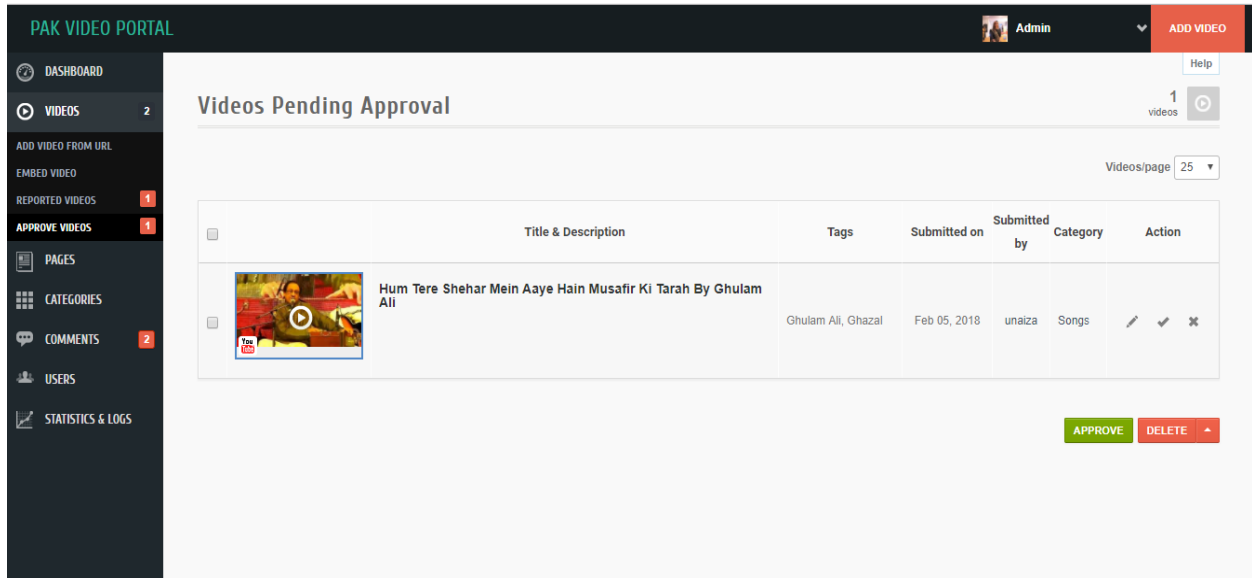 PAK VIDEO PORTAL
Admin
ADD VIDEO
DASHBOARD
VIDEOS 2
ADD VIDEO FROM URL
EMBED VIDEO
REPORTED VIDEOS 1
APPROVE VIDEOS 1
PAGES
CATEGORIES
COMMENTS 2
USERS
STATISTICS & LOGS
Help
Videos Pending Approval
1
videos
Videos/page 25
Title & Description
Tags
Submitted on
Submitted
by
Category
Action
Hum Tere Shehar Mein Aaye Hain Musafir Ki Tarah By Ghulam
Ali
You
Tube
Ghulam Ali, Ghazal
Feb 05, 2018
unaiza
Songs
APPROVE
DELETE